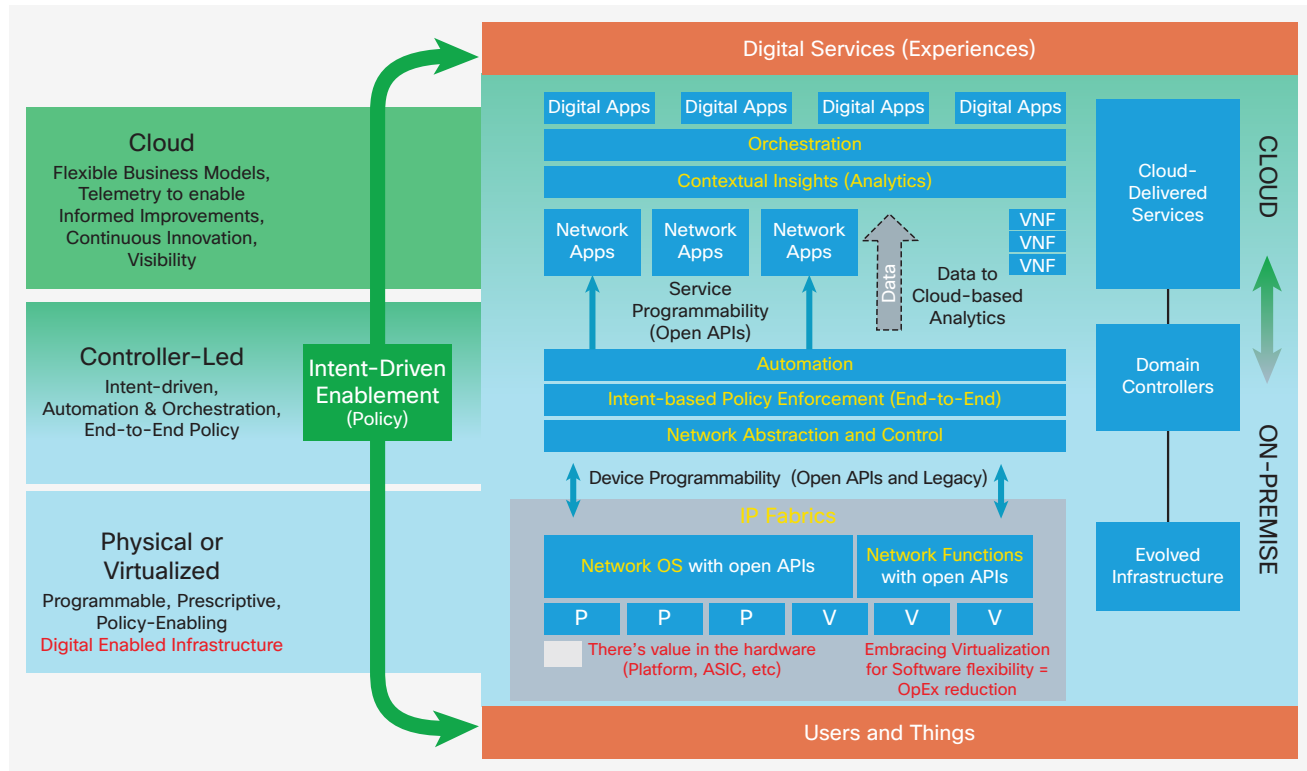 Digital Services (Experiences)
Cloud
Flexible Business Models,
Telemetry to enable
Informed Improvements,
Continuous Innovation,
Visibility
Controller-Led
Intent-driven,
Automation & Orchestration,
End-to-End Policy
Intent-Driven
Enablement
(Policy)
Physical or
Virtualized
Programmable, Prescriptive,
Policy-Enabling
Digital Enabled Infrastructure
Digital Apps
Digital Apps
Digital Apps
Digital Apps
Orchestration
Contextual Insights (Analytics)
Network
Apps
Network
Apps
Network
Apps
Data
VNF
VNF
VNF
Service
Programmability
(Open APIs)
Data to
Cloud-based
Analytics
Automation
Intent-based Policy Enforcement (End-to-End)
Network Abstraction and Control
Device Programmability (Open APIs and Legacy)
IP Fabrics
Network OS with open APIs
Network Functions
with open APIs
P
P
P
V
V
V
There's value in the hardware
(Platform, ASIC, etc)
Embracing Virtualization
for Software flexibility =
OpEx reduction
Cloud-
Delivered
Services
Domain
Controllers
Evolved
Infrastructure
CLOUD
ON-PREMISE
Users and Things